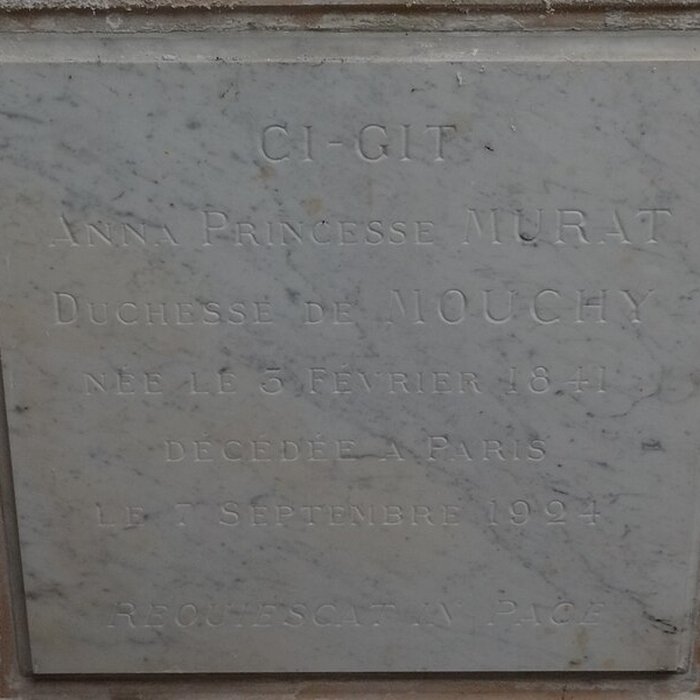 CI-GIT
ANNA PRINCESSE MURAT
DUCHESSE DE MOUCHY
NÉE LE 3 FÉVRIER 1841
DÉCÉDÉE A PARIS
LE 7 SEPTEMBRE 1924
REQUIESCAT IN PACE